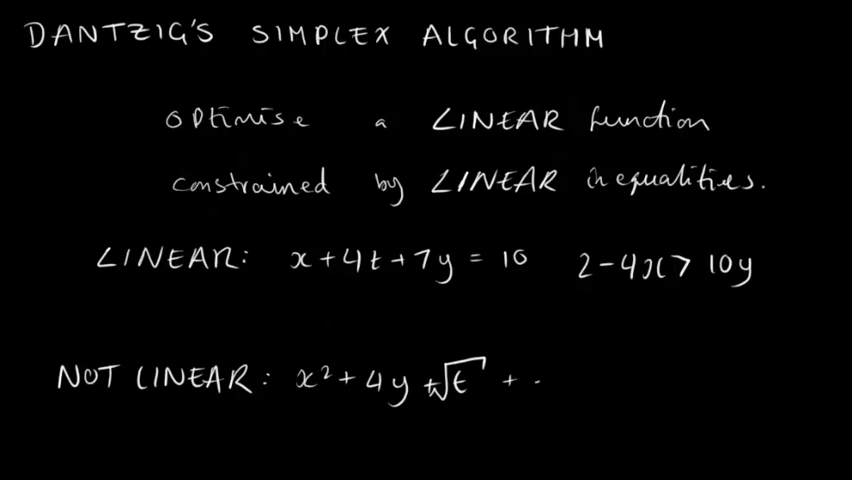 DANTZIG'S SIMPLEX ALGORITHM
optimise a LINEAR function
constrained by LINEAR inequalities.
LINEAR: x + 4t + 7y = 10 2 - 4x > 10y
NOT LINEAR: x² + 4y + √t + .